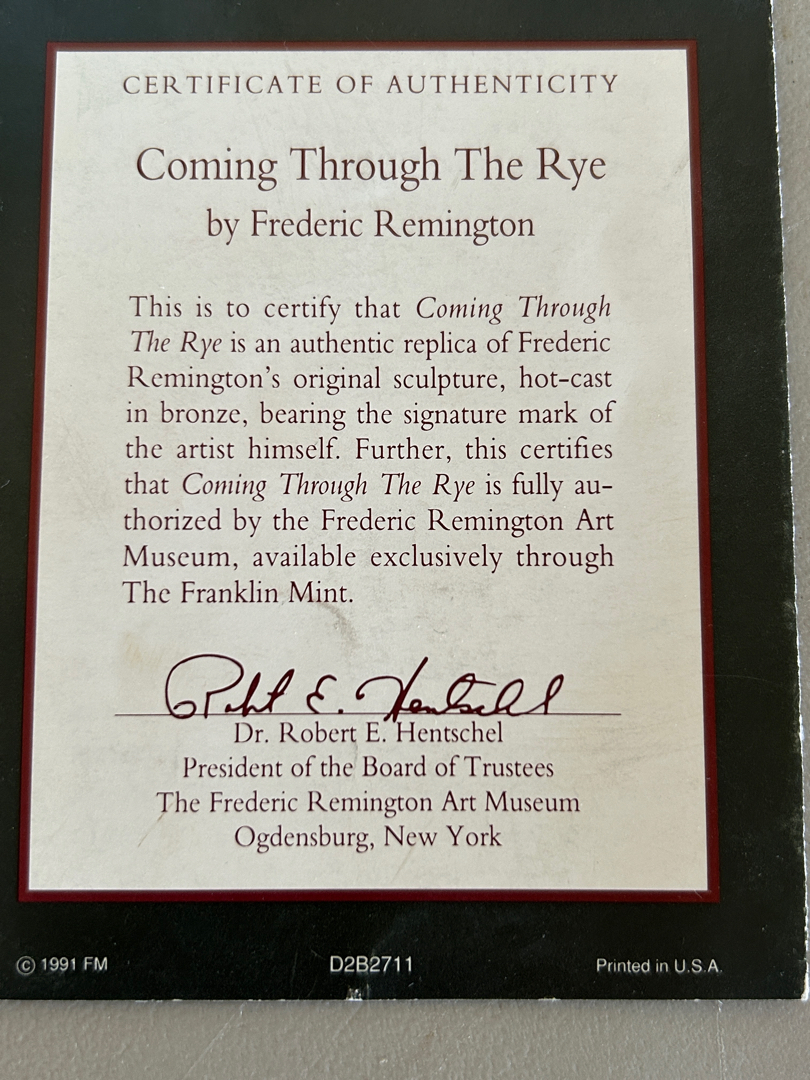 CERTIFICATE OF AUTHENTICITY
Coming Through The Rye
by Frederic Remington
This is to certify that Coming Through
The Rye is an authentic replica of Frederic
Remington's original sculpture, hot-cast
in bronze, bearing the signature mark of
the artist himself. Further, this certifies
that Coming Through The Rye is fully au-
thorized by the Frederic Remington Art
Museum, available exclusively through
The Franklin Mint.
Robert E. Hentschel
Dr. Robert E. Hentschel
President of the Board of Trustees
The Frederic Remington Art Museum
Ogdensburg, New York
© 1991 FM D2B2711 Printed in U.S.A.